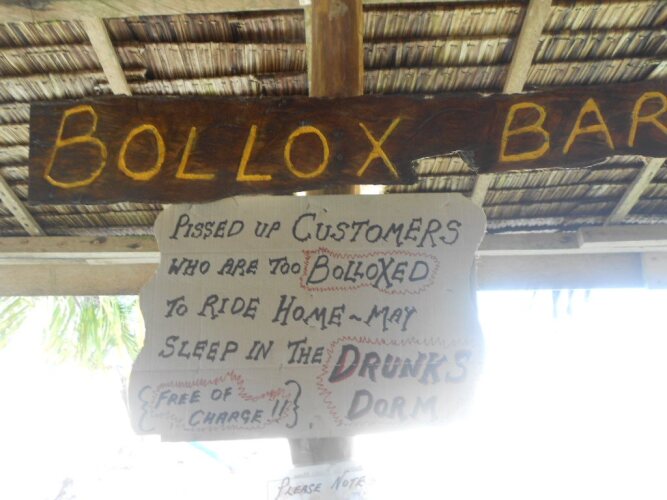 BOLLOX BAR
PISSED UP CUSTOMERS
WHO ARE TOO BOLLOXED
TO RIDE HOME ~ MAY
SLEEP IN THE DRUNKS
DORM
{FREE OF
CHARGE!!}
PLEASE NOTE